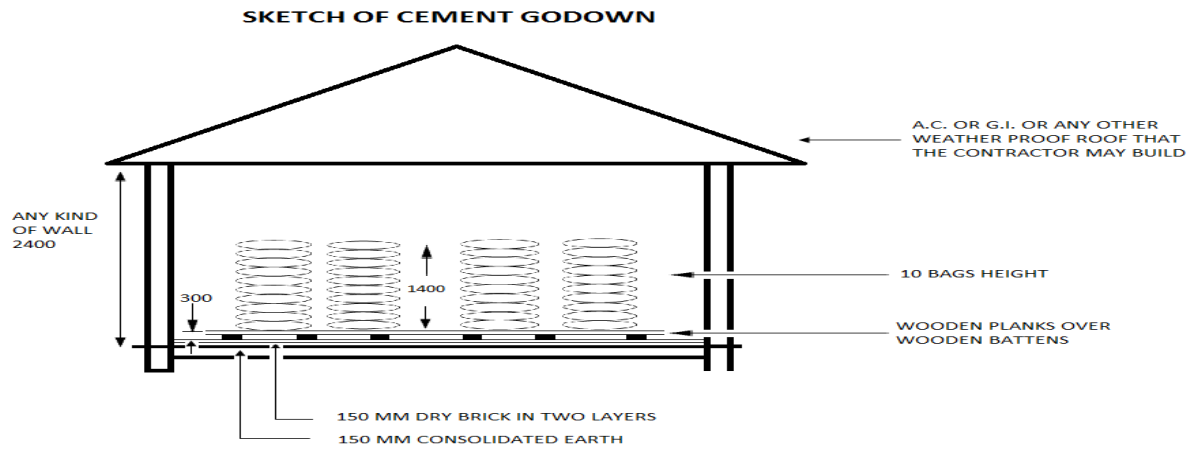 SKETCH OF CEMENT GODOWN
A.C. OR G.I. OR ANY OTHER
WEATHER PROOF ROOF THAT
THE CONTRACTOR MAY BUILD
ANY KIND
OF WALL
2400
300
1400
10 BAGS HEIGHT
WOODEN PLANKS OVER
WOODEN BATTENS
150 MM DRY BRICK IN TWO LAYERS
150 MM CONSOLIDATED EARTH